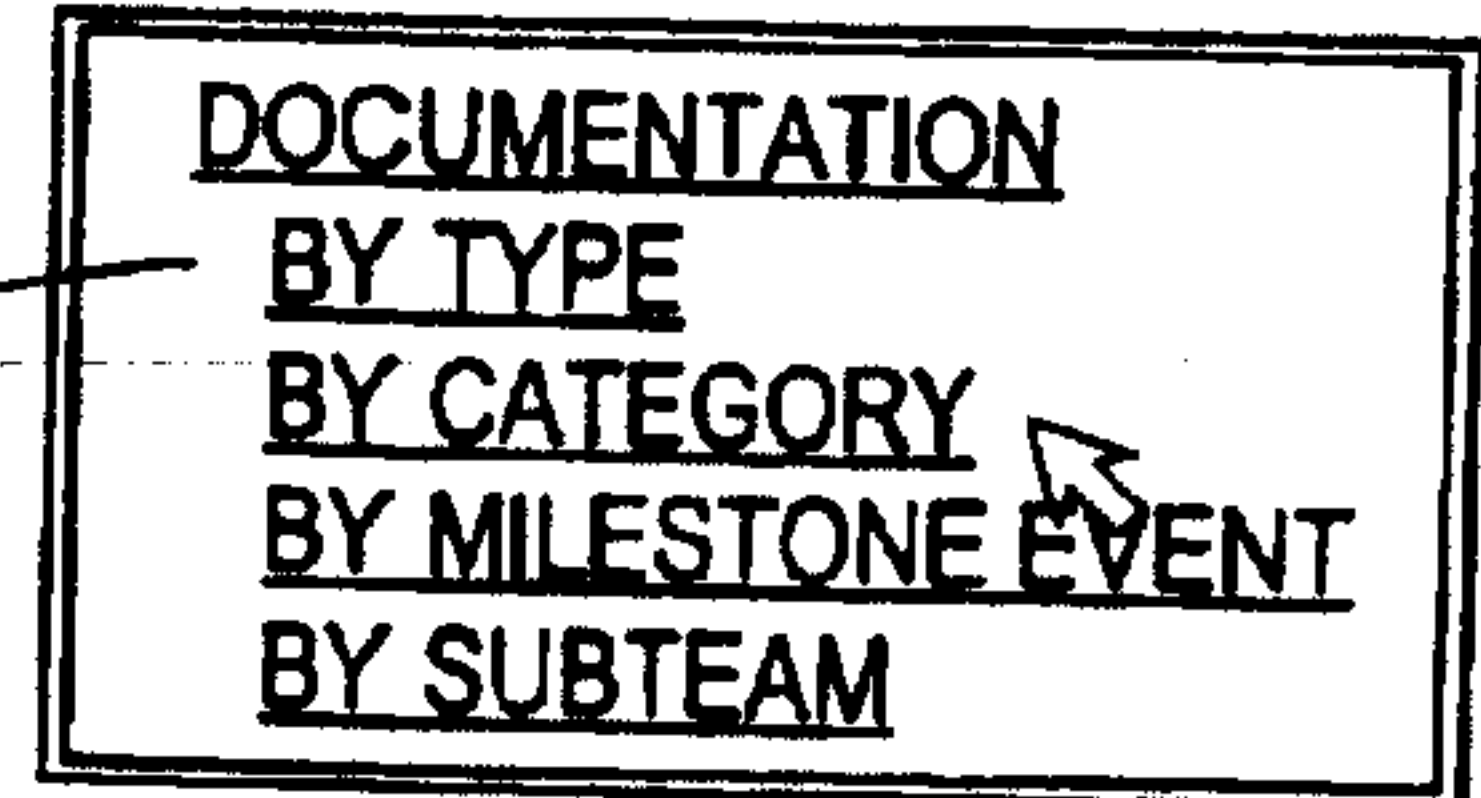 DOCUMENTATION
BY TYPE
BY CATEGORY
BY MILESTONE EVENT
BY SUBTEAM